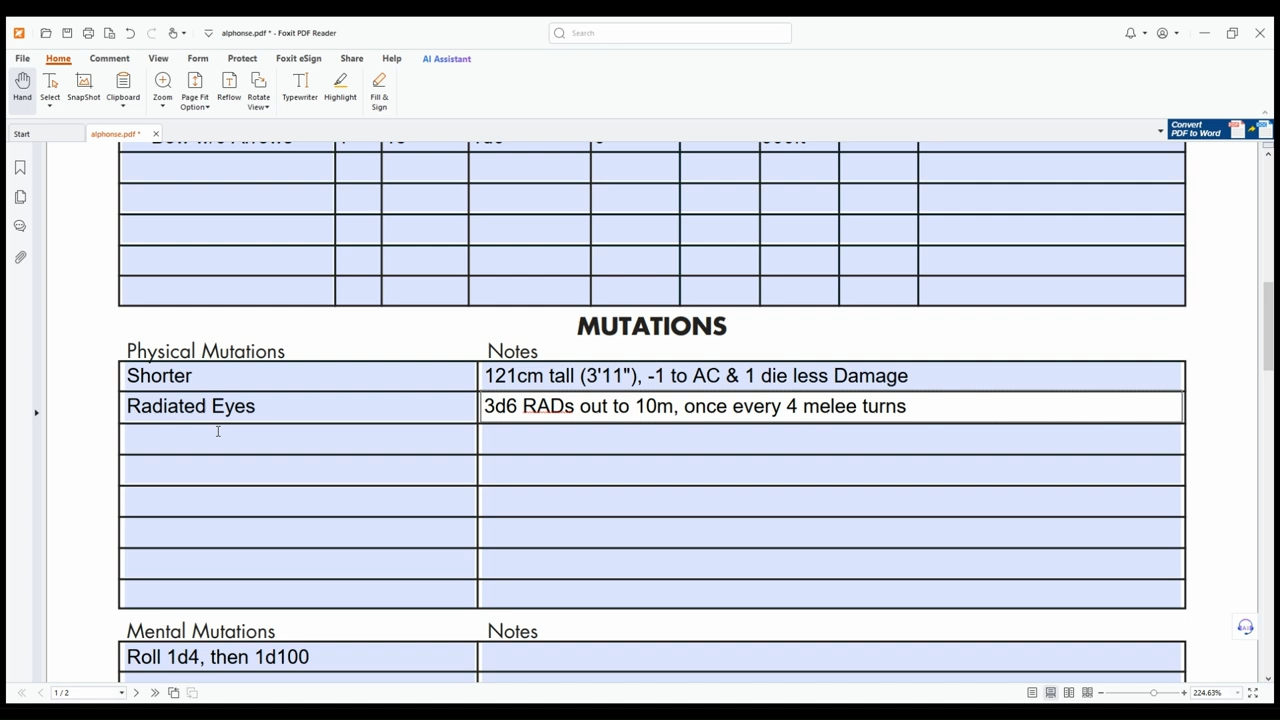 alphonse.pdf * - Foxit PDF Reader
Search
File Home Comment View Form Protect Foxit eSign Share Help AI Assistant
Hand Select SnapShot Clipboard Zoom Page Fit Option Reflow Rotate View Typewriter Highlight Fill & Sign
Start alphonse.pdf *
Convert PDF to Word
MUTATIONS
Physical Mutations Notes
Shorter 121cm tall (3'11"), -1 to AC & 1 die less Damage
Radiated Eyes 3d6 RADs out to 10m, once every 4 melee turns
Mental Mutations Notes
Roll 1d4, then 1d100
1 / 2 224.63%